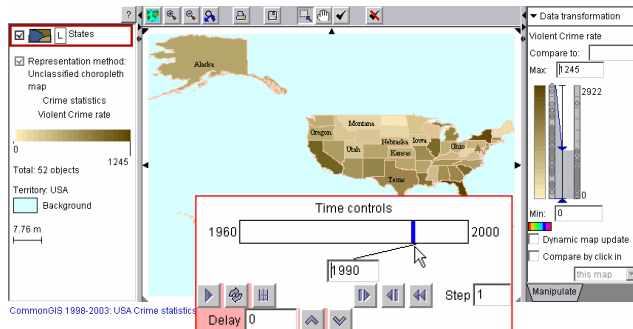 ?
L States
Representation method:
Unclassified choropleth
map
Crime statistics
Violent Crime rate
0
1245
Total: 52 objects
Territory: USA
Background
7.76 m
CommonGIS 1998-2003: USA Crime statistics
Alaska
Montana
Oregon
Nebraska
Iowa
Utah
Kansas
Ohio
Texas
Time controls
1960
2000
1990
Step 1
Delay 0
Data transformation
Violent Crime rate
Compare to:
Max: 1245
2922
0
Min: 0
Dynamic map update
Compare by click in
this map
Manipulate